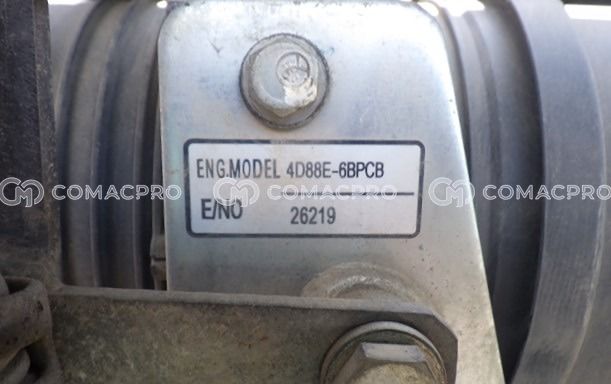 ENG.MODEL 4D88E-6BPCB
E/NO 26219
COMACPRO COMACPRO COMACPRO